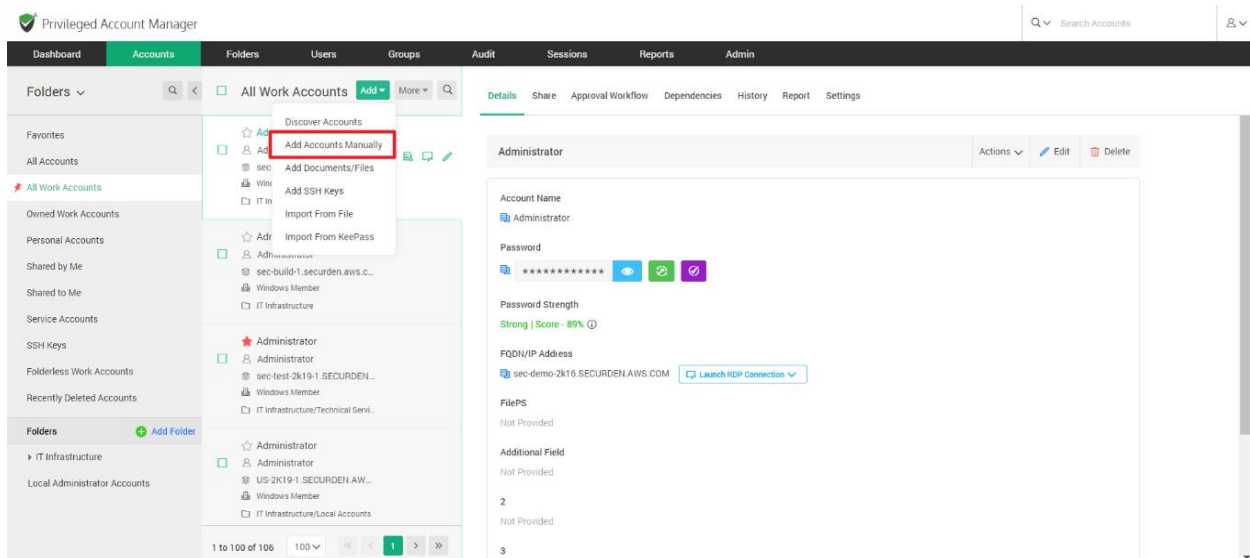 Privileged Account Manager
Search Accounts
Dashboard Accounts Folders Users Groups Audit Sessions Reports Admin
Folders
All Work Accounts Add More
Details Share Approval Workflow Dependencies History Report Settings
Favorites
All Accounts
All Work Accounts
Owned Work Accounts
Personal Accounts
Shared by Me
Shared to Me
Service Accounts
SSH Keys
Folderless Work Accounts
Recently Deleted Accounts
Folders Add Folder
IT Infrastructure
Local Administrator Accounts
Discover Accounts
Add Accounts Manually
Add Documents/Files
Add SSH Keys
Import From File
Import From KeePass
sec-build-1.securden.aws.c...
Windows Member
IT Infrastructure
Administrator
Administrator
sec-test-2k19-1.SECURDEN...
Windows Member
IT Infrastructure/Technical Servi...
Administrator
Administrator
US-2K19-1.SECURDEN.AW...
Windows Member
IT Infrastructure/Local Accounts
1 to 100 of 106 100 « < 1 > »
Administrator Actions Edit Delete
Account Name
Administrator
Password
************
Password Strength
Strong | Score - 89%
FQDN/IP Address
sec-demo-2k16.SECURDEN.AWS.COM Launch RDP Connection
FilePS
Not Provided
Additional Field
Not Provided
2
Not Provided
3